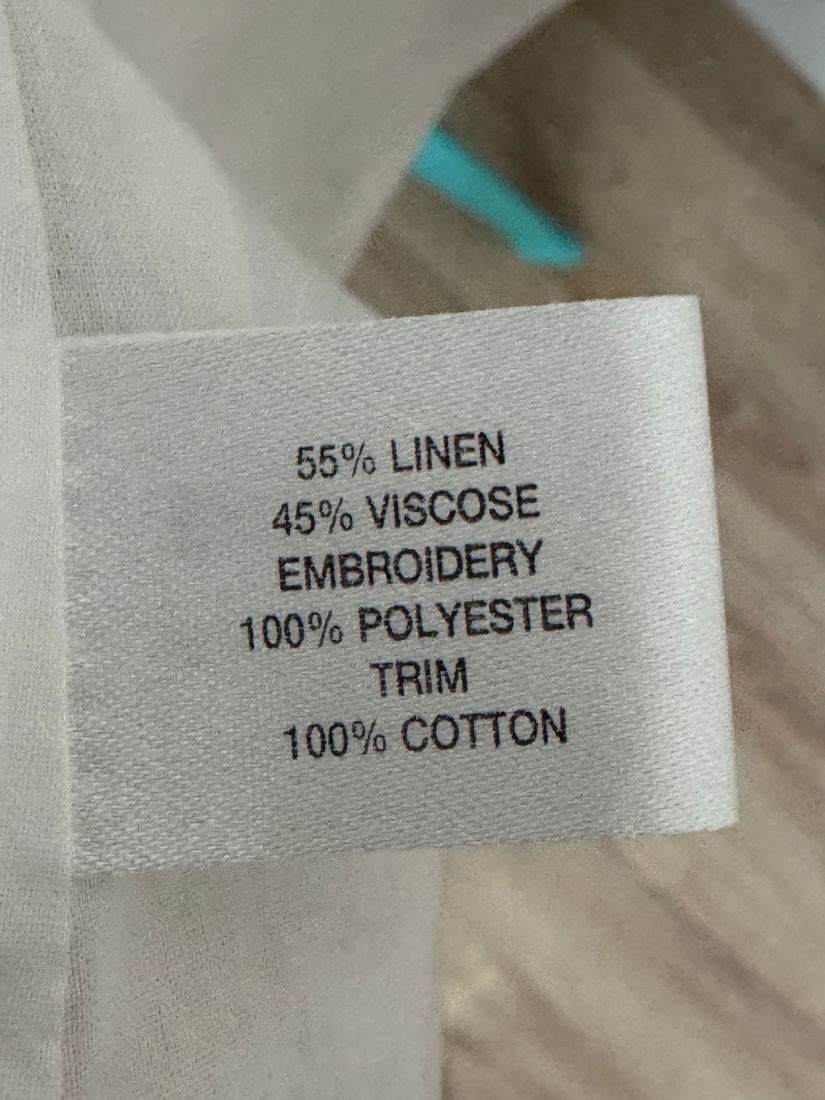 55% LINEN
45% VISCOSE
EMBROIDERY
100% POLYESTER
TRIM
100% COTTON